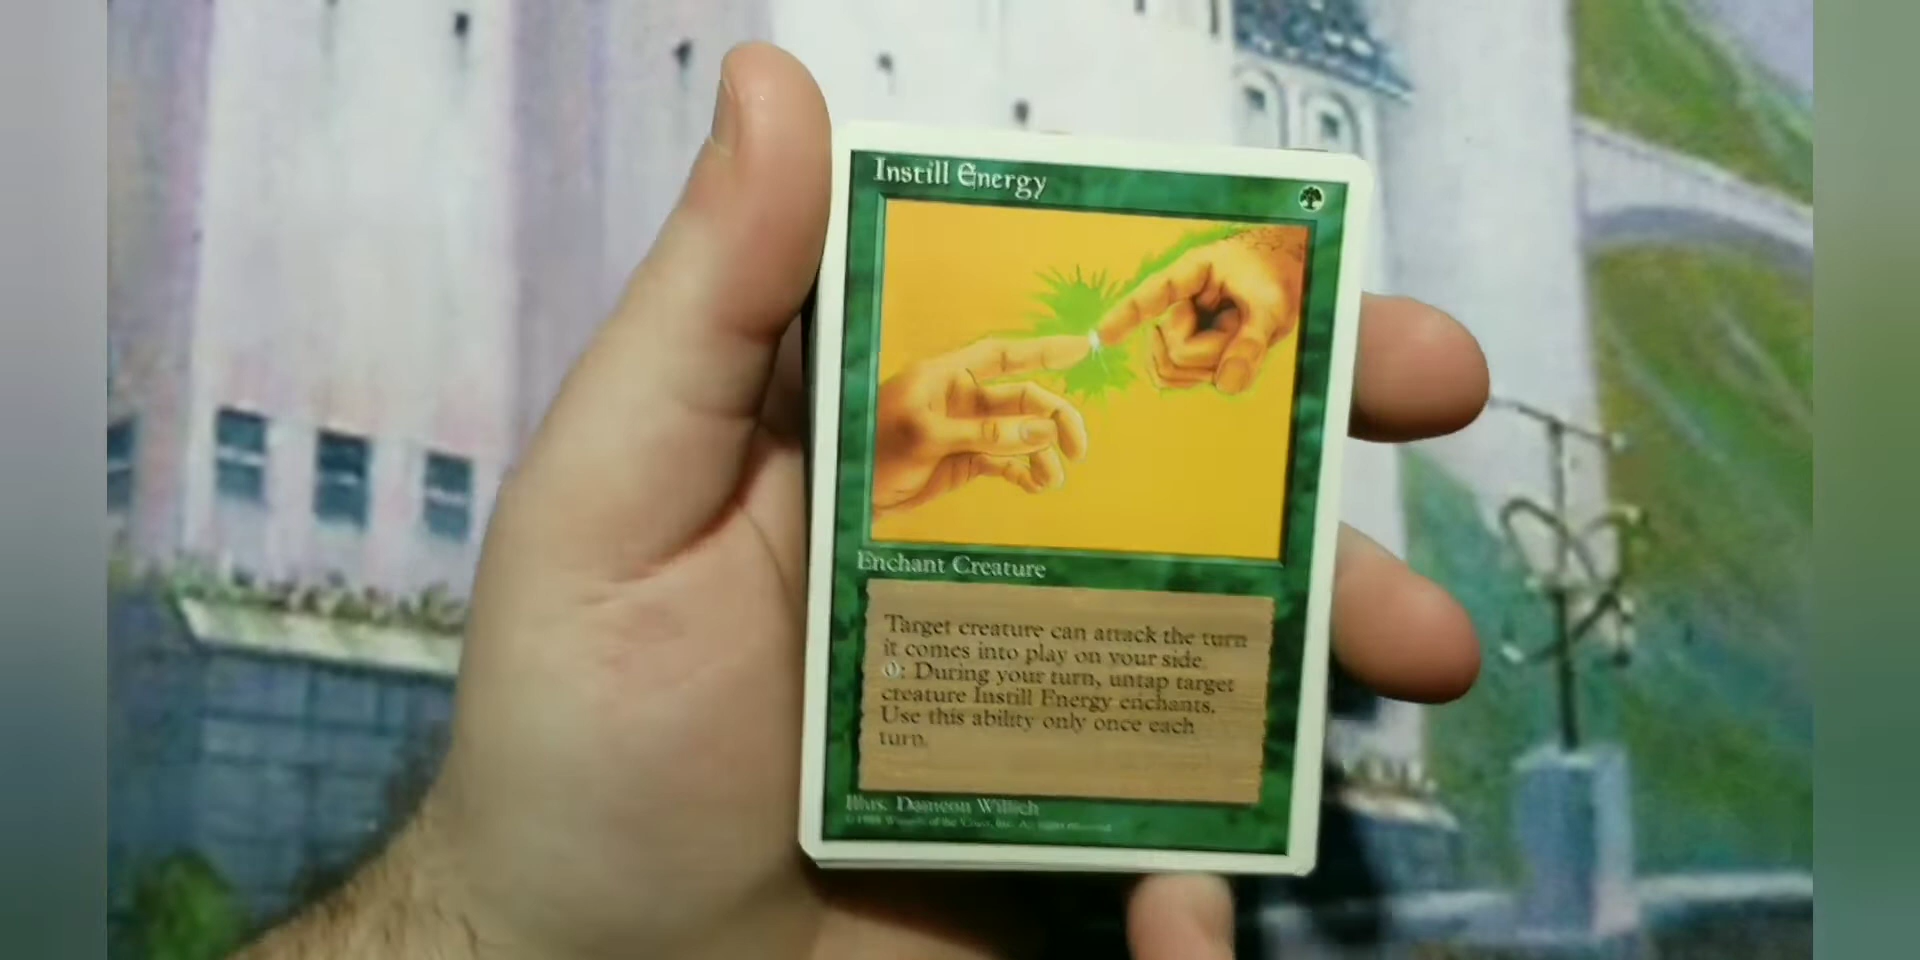 Instill Energy
Enchant Creature
Target creature can attack the turn
it comes into play on your side.
0: During your turn, untap target
creature Instill Energy enchants.
Use this ability only once each
turn.
Illus. Dameon Willich